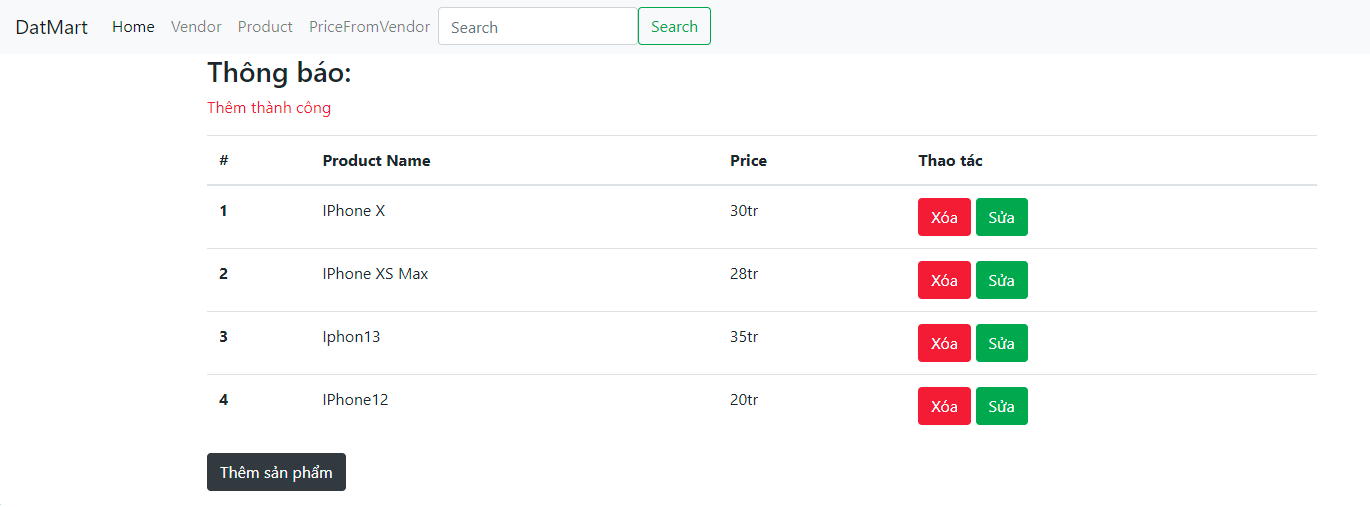 DatMart Home Vendor Product PriceFromVendor Search Search
Thông báo:
Thêm thành công
# Product Name Price Thao tác
1 IPhone X 30tr Xóa Sửa
2 IPhone XS Max 28tr Xóa Sửa
3 Iphon13 35tr Xóa Sửa
4 IPhone12 20tr Xóa Sửa
Thêm sản phẩm